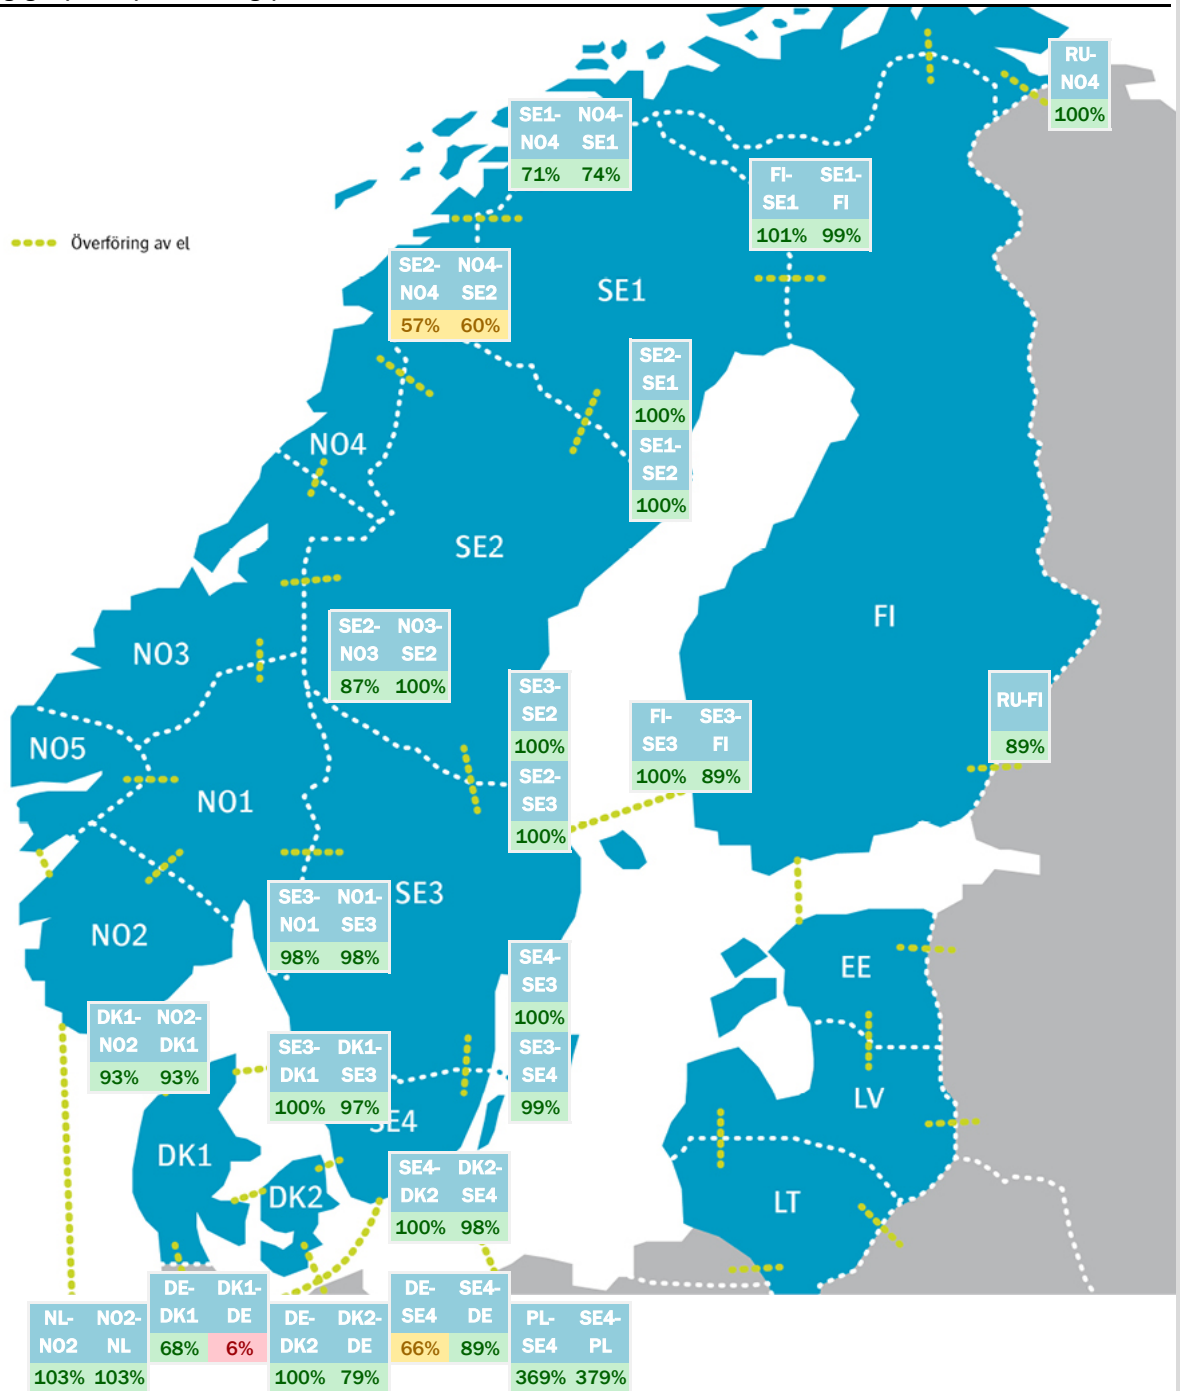 RU-
NO4
100%
SE1- NO4-
NO4 SE1
71% 74%
FI- SE1-
SE1 FI
101% 99%
Överföring av el
SE2- NO4-
NO4 SE2
57% 60%
SE1
SE2-
SE1
100%
SE1-
SE2
100%
NO4
SE2
FI
SE2- NO3-
NO3 SE2
87% 100%
NO3
SE3-
SE2
100%
SE2-
SE3
100%
FI- SE3-
SE3 FI
100% 89%
RU-FI
89%
NO5
NO1
SE3
SE3- NO1-
NO1 SE3
98% 98%
NO2
SE4-
SE3
100%
SE3-
SE4
99%
EE
DK1- NO2-
NO2 DK1
93% 93%
SE3- DK1-
DK1 SE3
100% 97%
SE4
LV
DK1
DK2
SE4- DK2-
DK2 SE4
100% 98%
LT
NL- NO2-
NO2 NL
103% 103%
DE- DK1-
DK1 DE
68% 6%
DE- DK2-
DK2 DE
100% 79%
DE- SE4-
SE4 DE
66% 89%
PL- SE4-
SE4 PL
369% 379%